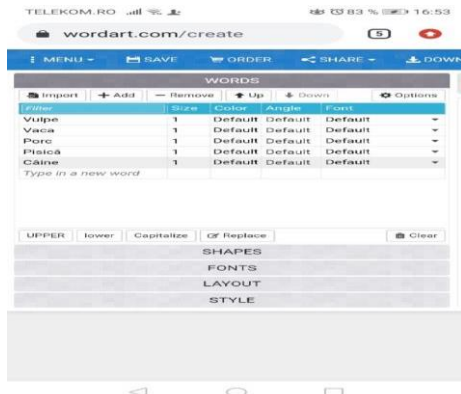 TELEKOM.RO 83 % 16:53
wordart.com/create 5
MENU SAVE ORDER SHARE DOWN
WORDS
Import Add Remove Up Down Options
Filter Size Color Angle Font
Vulpe 1 Default Default Default
Vaca 1 Default Default Default
Porc 1 Default Default Default
Pisică 1 Default Default Default
Câine 1 Default Default Default
Type in a new word
UPPER lower Capitalize Replace Clear
SHAPES
FONTS
LAYOUT
STYLE